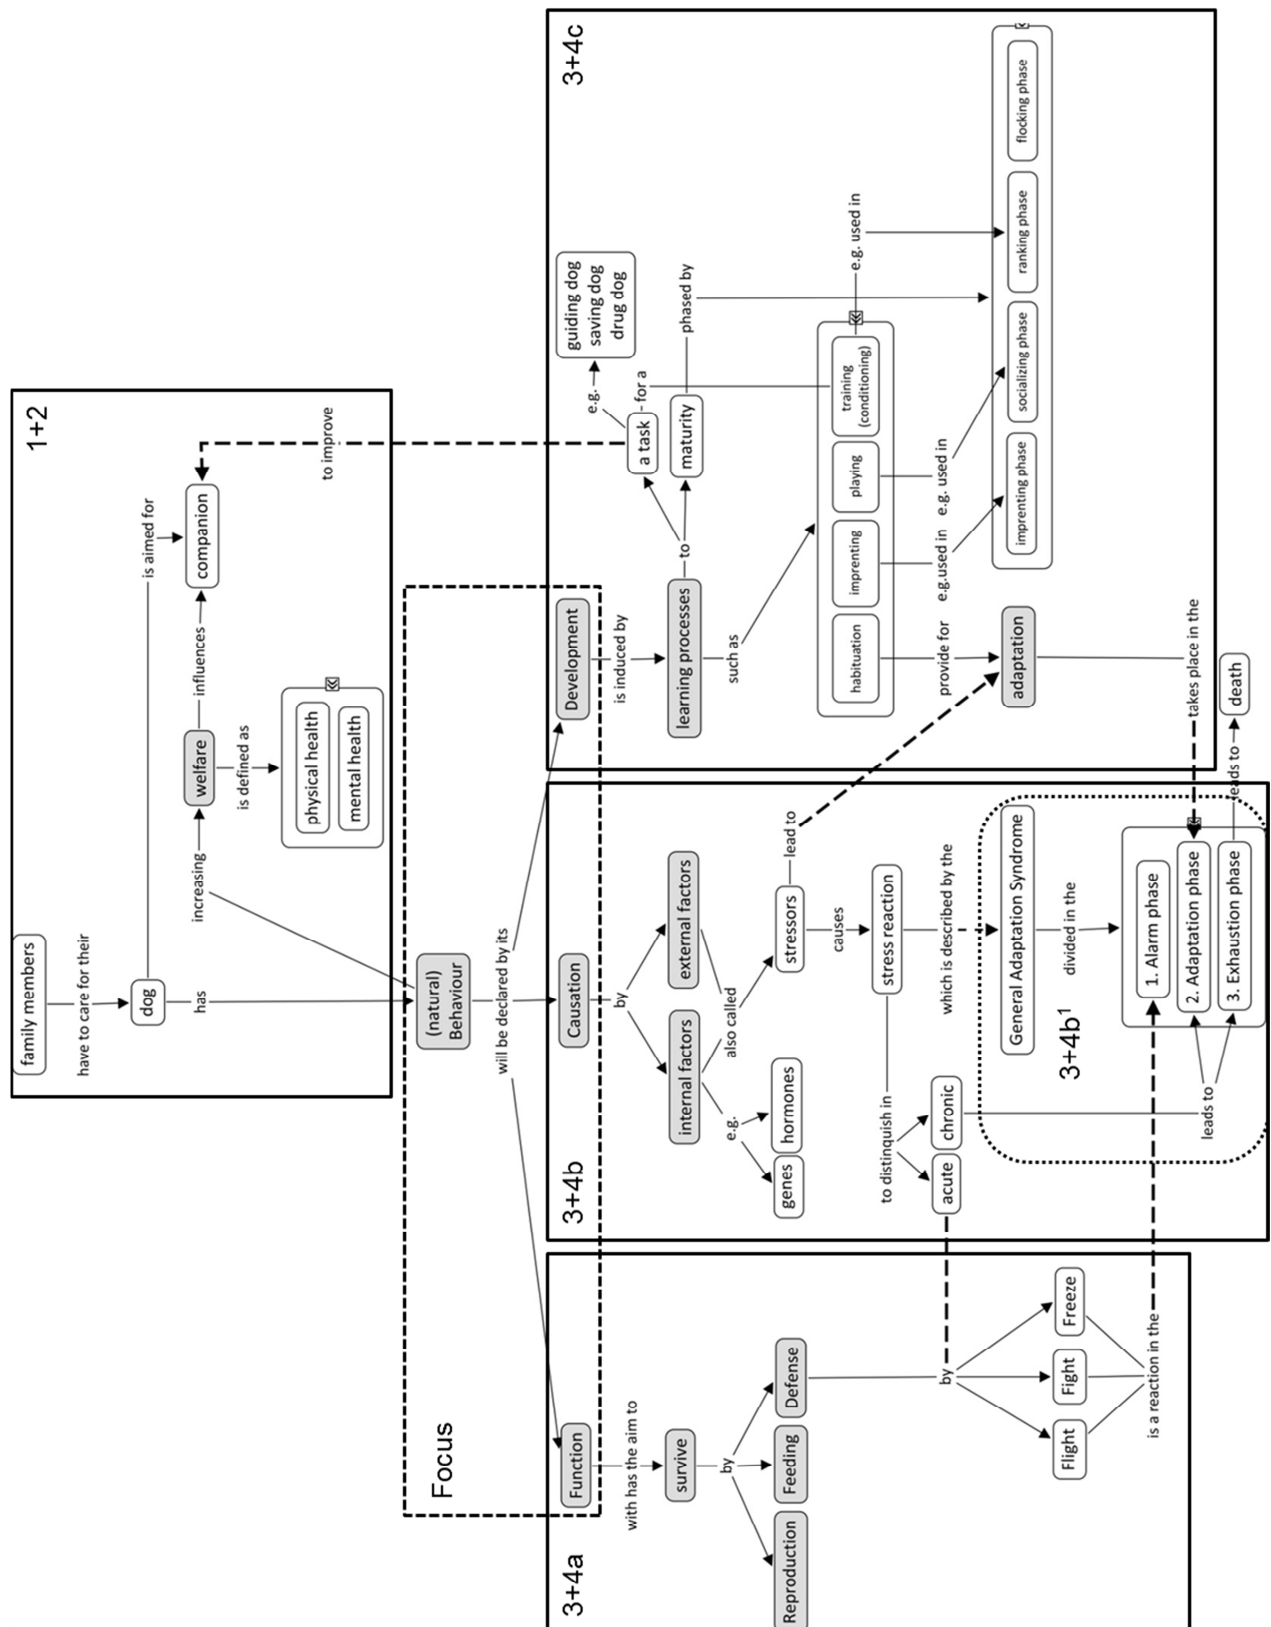 1+2
family members
have to care for their
dog
has
is aimed for
increasing
welfare
influences
companion
is defined as
physical health
mental health
to improve
Focus
(natural)
Behaviour
will be declared by its
Function
Causation
Development
3+4a
with has the aim to
survive
by
Reproduction
Feeding
Defense
by
Flight
Fight
Freeze
is a reaction in the
3+4b
by
internal factors
external factors
e.g.
also called
genes
hormones
stressors
lead to
causes
stress reaction
to distinguish in
which is described by the
acute
chronic
General Adaptation Syndrome
divided in the
3+4b1
1. Alarm phase
2. Adaptation phase
3. Exhaustion phase
leads to
leads to
death
3+4c
is induced by
learning processes
to
a task
for a
e.g.
guiding dog
saving dog
drug dog
maturity
phased by
such as
habituation
imprenting
playing
training
(conditioning)
provide for
e.g.used in
e.g. used in
e.g. used in
adaptation
imprenting phase
socializing phase
ranking phase
flocking phase
takes place in the